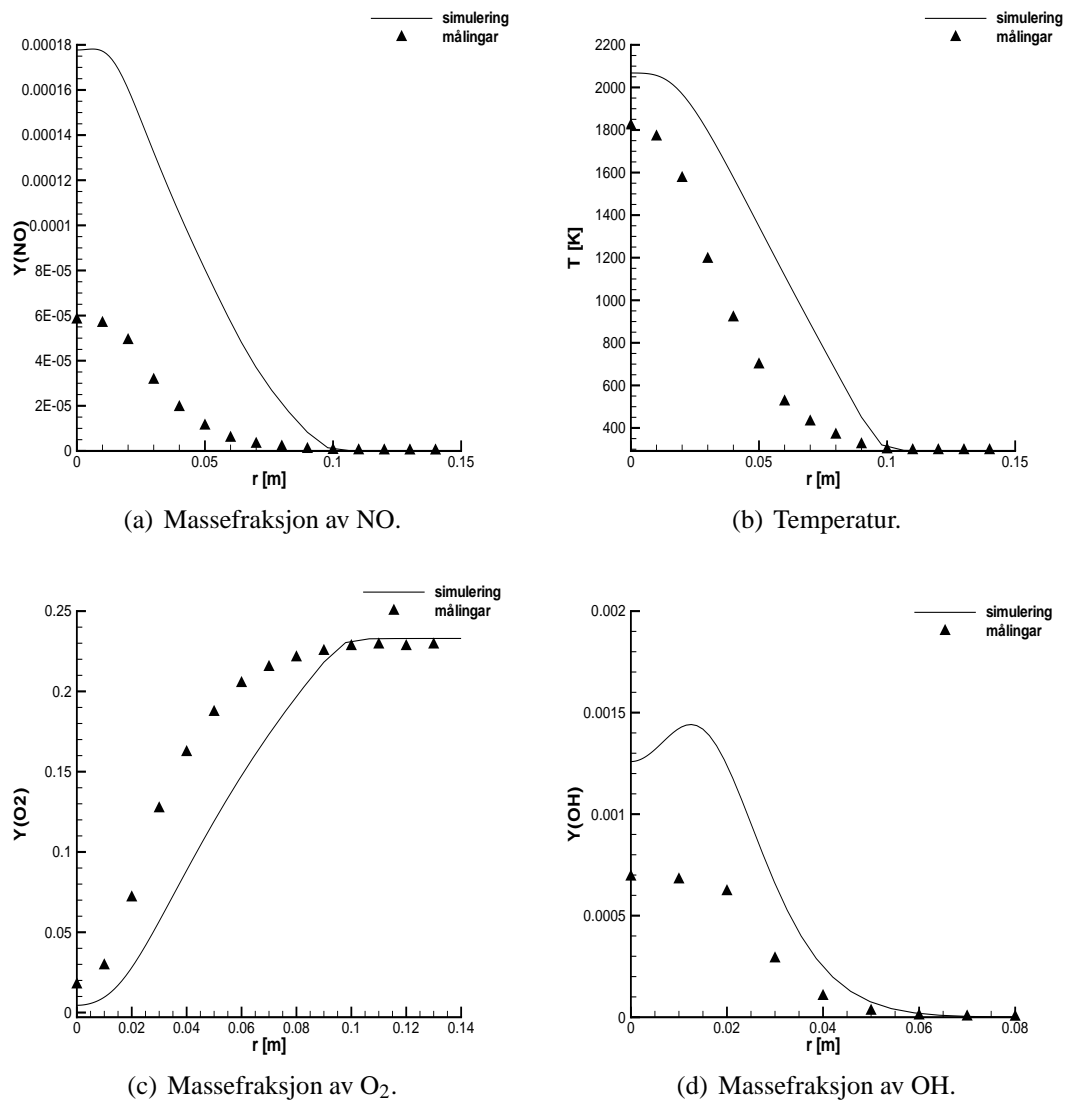 simulering
målingar
0.00018
0.00016
0.00014
0.00012
0.0001
8E-05
6E-05
4E-05
2E-05
0
Y(NO)
0 0.05 0.1 0.15
r [m]
(a) Massefraksjon av NO.
simulering
målingar
2200
2000
1800
1600
1400
1200
1000
800
600
400
T [K]
0 0.05 0.1 0.15
r [m]
(b) Temperatur.
simulering
målingar
0.25
0.2
0.15
0.1
0.05
0
Y(O2)
0 0.02 0.04 0.06 0.08 0.1 0.12 0.14
r [m]
(c) Massefraksjon av O₂.
simulering
målingar
0.002
0.0015
0.001
0.0005
0
Y(OH)
0 0.02 0.04 0.06 0.08
r [m]
(d) Massefraksjon av OH.